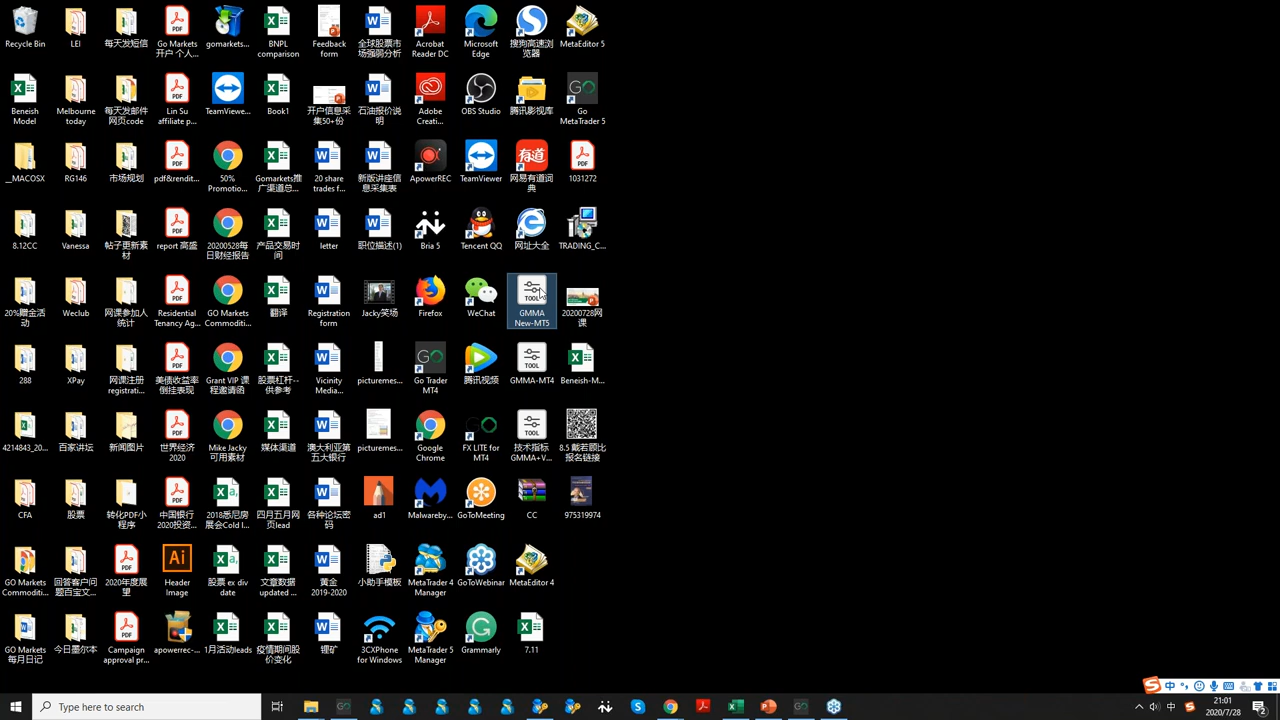 Recycle Bin
LEI
每天发短信
Go Markets
开户 个人...
gomarkets...
BNPL
comparison
Feedback
form
全球股票市
场强弱分析
Acrobat
Reader DC
Microsoft
Edge
搜狗高速浏
览器
MetaEditor 5
Beneish
Model
Melbourne
today
每天发邮件
网页code
Lin Su
affiliate p...
TeamViewe...
Book1
开户信息采
集50+份
石油报价说
明
Adobe
Creati...
OBS Studio
腾讯影视库
Go
MetaTrader 5
__MACOSX
RG146
市场规划
pdf&rendit...
50%
Promotio...
Gomarkets推
广渠道总...
20 share
trades f...
新版讲座信
息采集表
ApowerREC
TeamViewer
网易有道词
典
1031272
8.12CC
Vanessa
帖子更新素
材
report 高盛
20200528每
日财经报告
产品交易时
间
letter
职位描述(1)
Bria 5
Tencent QQ
网址大全
TRADING_C...
20%赠金活
动
Weclub
网课参加人
统计
Residential
Tenancy Ag...
GO Markets
Commoditi...
翻译
Registration
form
Jacky笑场
Firefox
WeChat
GMMA
New-MT5
20200728网
课
288
XPay
网课注册
registrati...
美债收益率
倒挂表现
Grant VIP 课
程邀请函
股票杠杆--
供参考
Vicinity
Media...
picturemes...
Go Trader
MT4
腾讯视频
GMMA-MT4
Beneish-M...
4214843_20...
百家讲坛
新闻图片
世界经济
2020
Mike Jacky
可用素材
媒体渠道
澳大利亚第
五大银行
picturemes...
Google
Chrome
FX LITE for
MT4
技术指标
GMMA+V...
8.5 戴若顾比
报名链接
CFA
股票
转化PDF小
程序
中国银行
2020投资...
2018悉尼房
展会Cold l...
四月五月网
页lead
各种论坛密
码
ad1
Malwareby...
GoToMeeting
CC
975319974
GO Markets
Commoditi...
回答客户问
题百宝文...
2020年度展
望
Header
Image
股票 ex div
date
文章数据
updated ...
黄金
2019-2020
小助手模板
MetaTrader 4
Manager
GoToWebinar
MetaEditor 4
GO Markets
每月日记
今日墨尔本
Campaign
approval pr...
apowerrec-...
1月活动leads
疫情期间股
价变化
锂矿
3CXPhone
for Windows
MetaTrader 5
Manager
Grammarly
7.11
Type here to search
中
21:01
2020/7/28